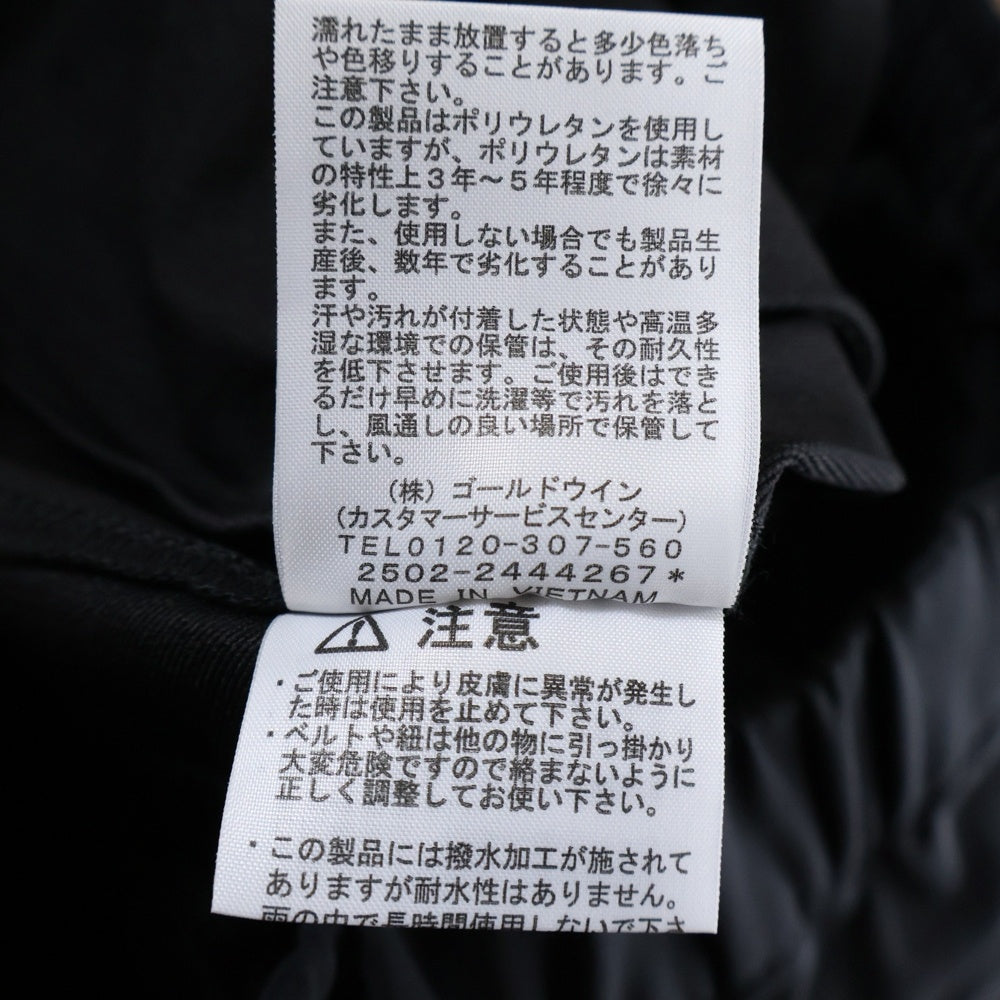 濡れたまま放置すると多少色落ち
や色移りすることがあります。ご
注意下さい。
この製品はポリウレタンを使用し
ていますが、ポリウレタンは素材
の特性上3年～5年程度で徐々に
劣化します。
また、使用しない場合でも製品生
産後、数年で劣化することがあり
ます。
汗や汚れが付着した状態や高温多
湿な環境での保管は、その耐久性
を低下させます。ご使用後はでき
るだけ早めに洗濯等で汚れを落と
し、風通しの良い場所で保管して
下さい。
(株)ゴールドウイン
(カスタマーサービスセンター)
TEL0120-307-560
2502-2444267*
MADE IN VIETNAM
注意
・ご使用により皮膚に異常が発生し
た時は使用を止めて下さい。
・ベルトや紐は他の物に引っ掛かり
大変危険ですので絡まないように
正しく調整してお使い下さい。
・この製品には撥水加工が施されて
ありますが耐水性はありません。
雨の中で長時間使用しないで下さ